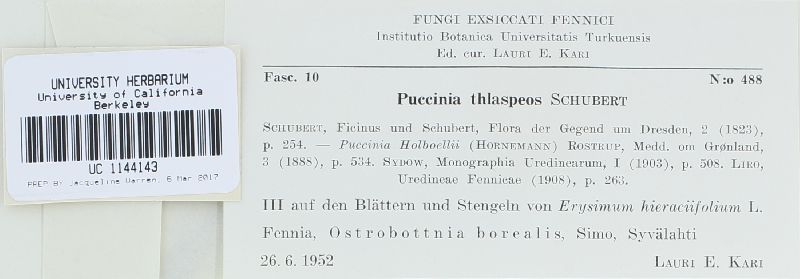 UNIVERSITY HERBARIUM
University of California
Berkeley
UC 1144143
PREP BY Jacqueline Warren, 6 Mar 2017
FUNGI EXSICCATI FENNICI
Institutio Botanica Universitatis Turkuensis
Ed. cur. LAURI E. KARI
Fasc. 10 N:o 488
Puccinia thlaspeos SCHUBERT
SCHUBERT, Ficinus und Schubert, Flora der Gegend um Dresden, 2 (1823),
p. 254. — Puccinia Holboellii (HORNEMANN) ROSTRUP, Medd. om Grønland,
3 (1888), p. 534. SYDOW, Monographia Uredinearum, I (1903), p. 508. LIRO,
Uredineae Fennicae (1908), p. 263.
III auf den Blättern und Stengeln von Erysimum hieraciifolium L.
Fennia, Ostrobottnia borealis, Simo, Syvälahti
26. 6. 1952 LAURI E. KARI